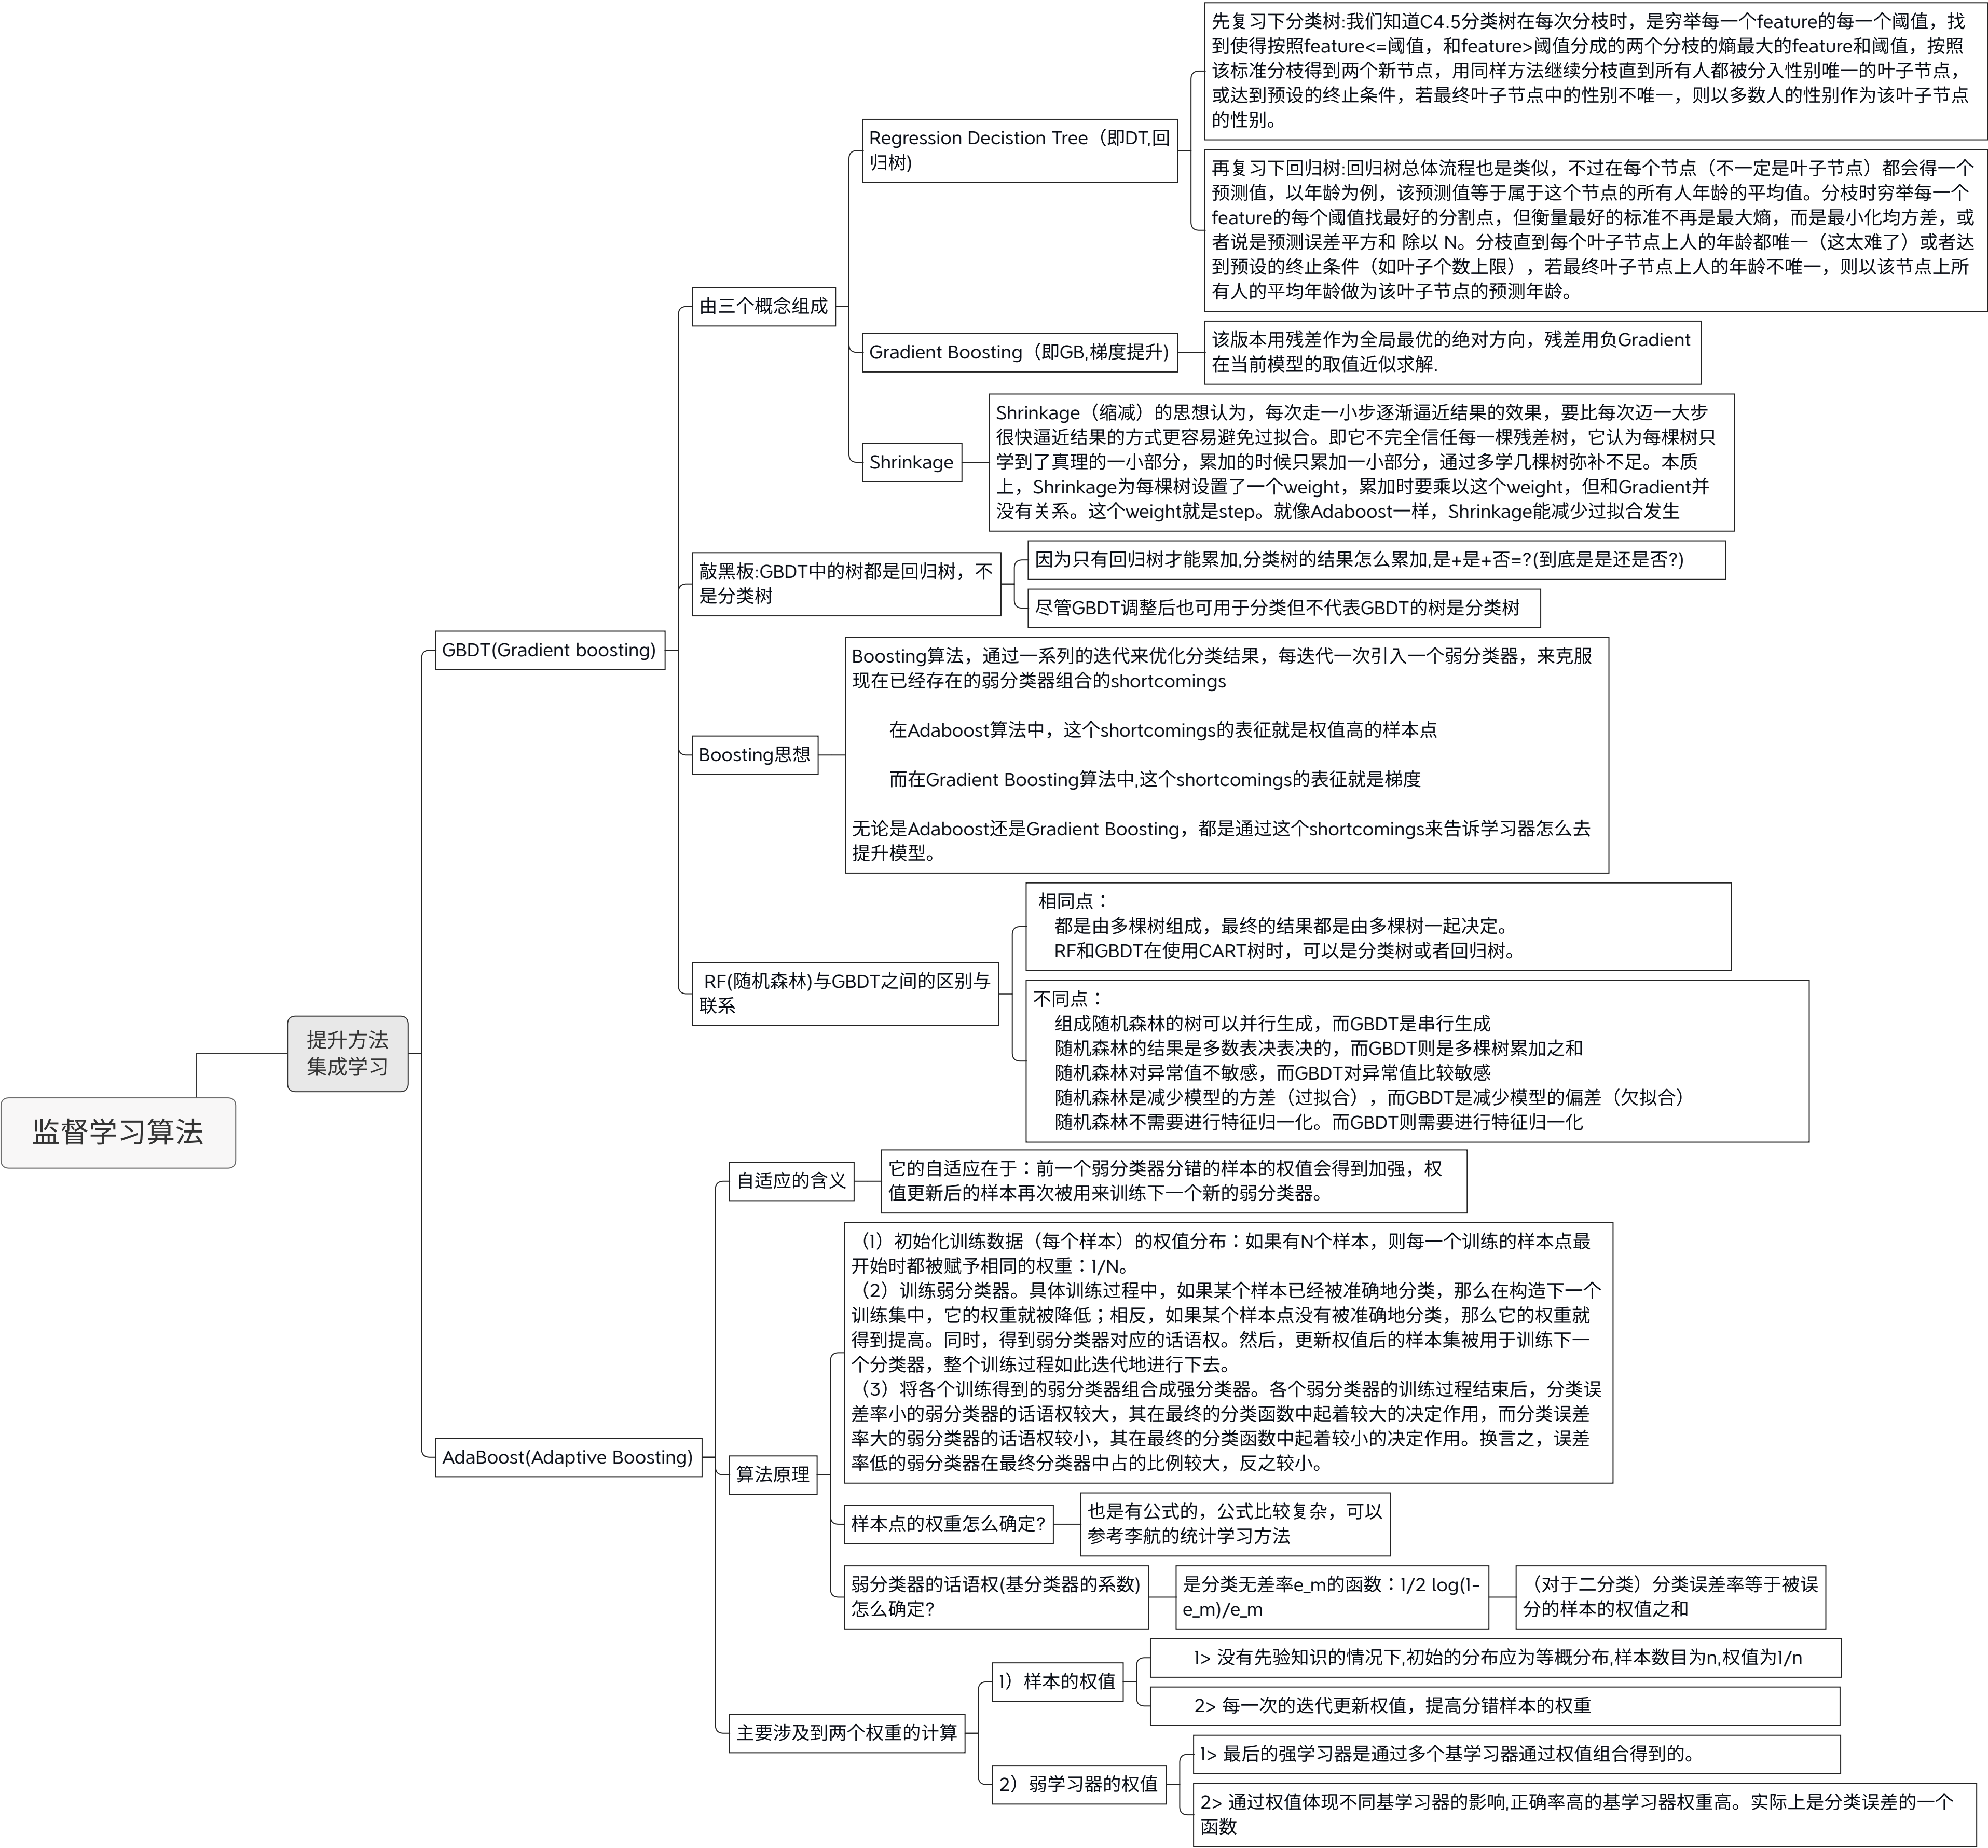 监督学习算法
提升方法
集成学习
GBDT(Gradient boosting)
由三个概念组成
Regression Decistion Tree（即DT,回
归树)
先复习下分类树:我们知道C4.5分类树在每次分枝时，是穷举每一个feature的每一个阈值，找
到使得按照feature<=阈值，和feature>阈值分成的两个分枝的熵最大的feature和阈值，按照
该标准分枝得到两个新节点，用同样方法继续分枝直到所有人都被分入性别唯一的叶子节点，
或达到预设的终止条件，若最终叶子节点中的性别不唯一，则以多数人的性别作为该叶子节点
的性别。
再复习下回归树:回归树总体流程也是类似，不过在每个节点（不一定是叶子节点）都会得一个
预测值，以年龄为例，该预测值等于属于这个节点的所有人年龄的平均值。分枝时穷举每一个
feature的每个阈值找最好的分割点，但衡量最好的标准不再是最大熵，而是最小化均方差，或
者说是预测误差平方和 除以 N。分枝直到每个叶子节点上人的年龄都唯一（这太难了）或者达
到预设的终止条件（如叶子个数上限），若最终叶子节点上人的年龄不唯一，则以该节点上所
有人的平均年龄做为该叶子节点的预测年龄。
Gradient Boosting（即GB,梯度提升)
该版本用残差作为全局最优的绝对方向，残差用负Gradient
在当前模型的取值近似求解.
Shrinkage
Shrinkage（缩减）的思想认为，每次走一小步逐渐逼近结果的效果，要比每次迈一大步
很快逼近结果的方式更容易避免过拟合。即它不完全信任每一棵残差树，它认为每棵树只
学到了真理的一小部分，累加的时候只累加一小部分，通过多学几棵树弥补不足。本质
上，Shrinkage为每棵树设置了一个weight，累加时要乘以这个weight，但和Gradient并
没有关系。这个weight就是step。就像Adaboost一样，Shrinkage能减少过拟合发生
敲黑板:GBDT中的树都是回归树，不
是分类树
因为只有回归树才能累加,分类树的结果怎么累加,是+是+否=?(到底是是还是否?)
尽管GBDT调整后也可用于分类但不代表GBDT的树是分类树
Boosting思想
Boosting算法，通过一系列的迭代来优化分类结果，每迭代一次引入一个弱分类器，来克服
现在已经存在的弱分类器组合的shortcomings
在Adaboost算法中，这个shortcomings的表征就是权值高的样本点
而在Gradient Boosting算法中,这个shortcomings的表征就是梯度
无论是Adaboost还是Gradient Boosting，都是通过这个shortcomings来告诉学习器怎么去
提升模型。
RF(随机森林)与GBDT之间的区别与
联系
相同点：
都是由多棵树组成，最终的结果都是由多棵树一起决定。
RF和GBDT在使用CART树时，可以是分类树或者回归树。
不同点：
组成随机森林的树可以并行生成，而GBDT是串行生成
随机森林的结果是多数表决表决的，而GBDT则是多棵树累加之和
随机森林对异常值不敏感，而GBDT对异常值比较敏感
随机森林是减少模型的方差（过拟合），而GBDT是减少模型的偏差（欠拟合）
随机森林不需要进行特征归一化。而GBDT则需要进行特征归一化
AdaBoost(Adaptive Boosting)
自适应的含义
它的自适应在于：前一个弱分类器分错的样本的权值会得到加强，权
值更新后的样本再次被用来训练下一个新的弱分类器。
算法原理
（1）初始化训练数据（每个样本）的权值分布：如果有N个样本，则每一个训练的样本点最
开始时都被赋予相同的权重：1/N。
（2）训练弱分类器。具体训练过程中，如果某个样本已经被准确地分类，那么在构造下一个
训练集中，它的权重就被降低；相反，如果某个样本点没有被准确地分类，那么它的权重就
得到提高。同时，得到弱分类器对应的话语权。然后，更新权值后的样本集被用于训练下一
个分类器，整个训练过程如此迭代地进行下去。
（3）将各个训练得到的弱分类器组合成强分类器。各个弱分类器的训练过程结束后，分类误
差率小的弱分类器的话语权较大，其在最终的分类函数中起着较大的决定作用，而分类误差
率大的弱分类器的话语权较小，其在最终的分类函数中起着较小的决定作用。换言之，误差
率低的弱分类器在最终分类器中占的比例较大，反之较小。
样本点的权重怎么确定?
也是有公式的，公式比较复杂，可以
参考李航的统计学习方法
弱分类器的话语权(基分类器的系数)
怎么确定?
是分类无差率e_m的函数：1/2 log(1-
e_m)/e_m
（对于二分类）分类误差率等于被误
分的样本的权值之和
主要涉及到两个权重的计算
1）样本的权值
1> 没有先验知识的情况下,初始的分布应为等概分布,样本数目为n,权值为1/n
2> 每一次的迭代更新权值，提高分错样本的权重
2）弱学习器的权值
1> 最后的强学习器是通过多个基学习器通过权值组合得到的。
2> 通过权值体现不同基学习器的影响,正确率高的基学习器权重高。实际上是分类误差的一个
函数